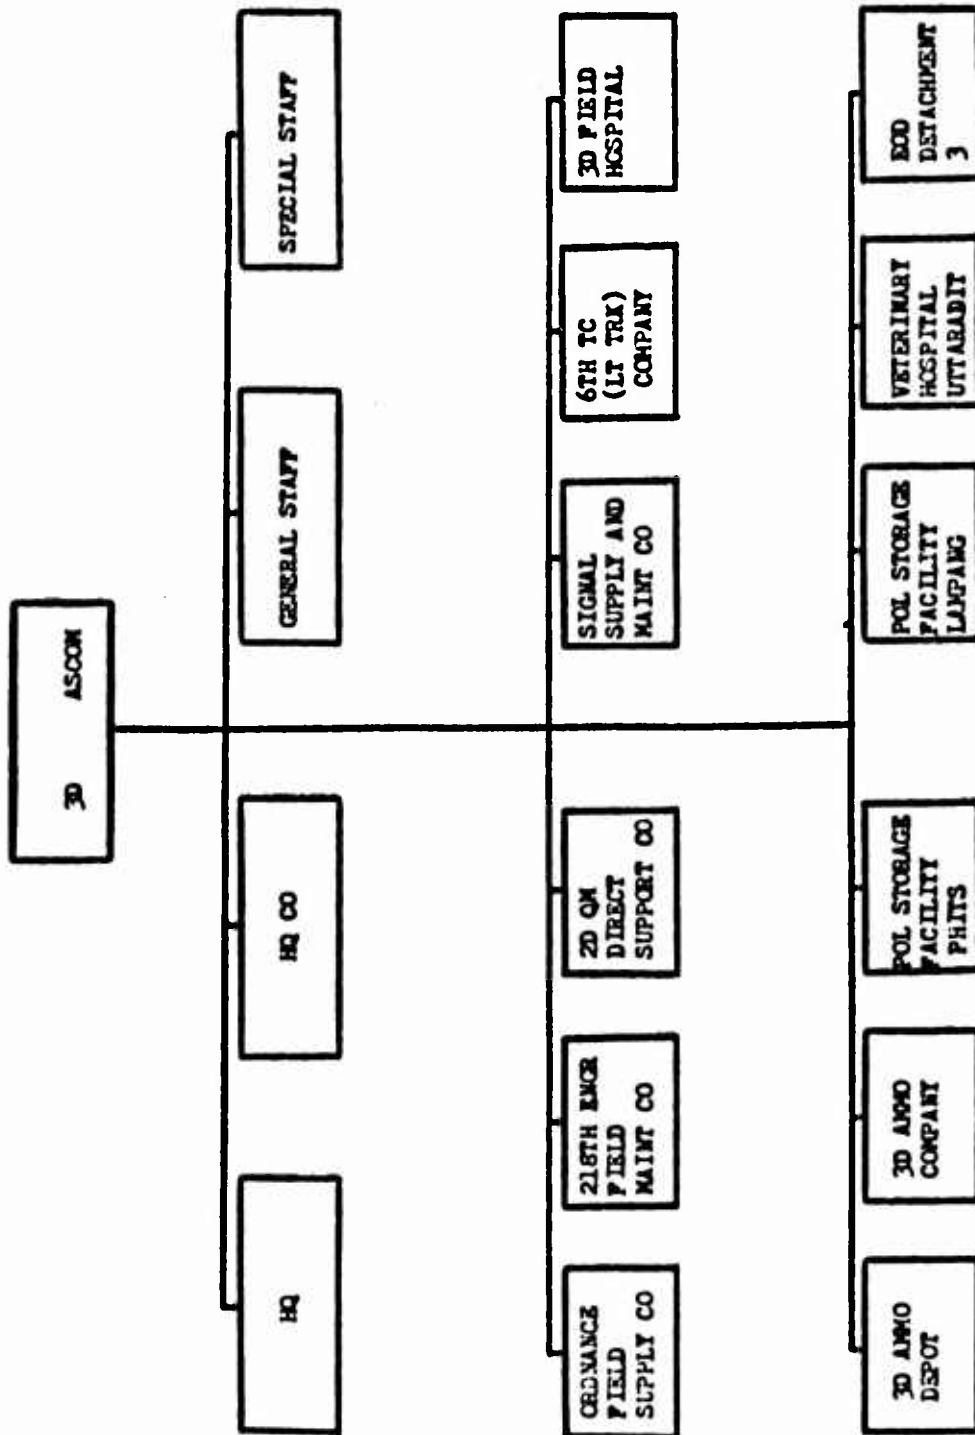 3D ASCOM
HQ
HQ CO
GENERAL STAFF
SPECIAL STAFF
ORDNANCE
FIELD
SUPPLY CO
218TH ENGR
FIELD
MAINT CO
2D QM
DIRECT
SUPPORT CO
SIGNAL
SUPPLY AND
MAINT CO
6TH TC
(LT TRK)
COMPANY
3D FIELD
HOSPITAL
3D AMMO
DEPOT
3D AMMO
COMPANY
POL STORAGE
FACILITY
PHITS
POL STORAGE
FACILITY
LAMPANG
VETERINARY
HOSPITAL
UTTARADIT
EOD
DETACHMENT
3